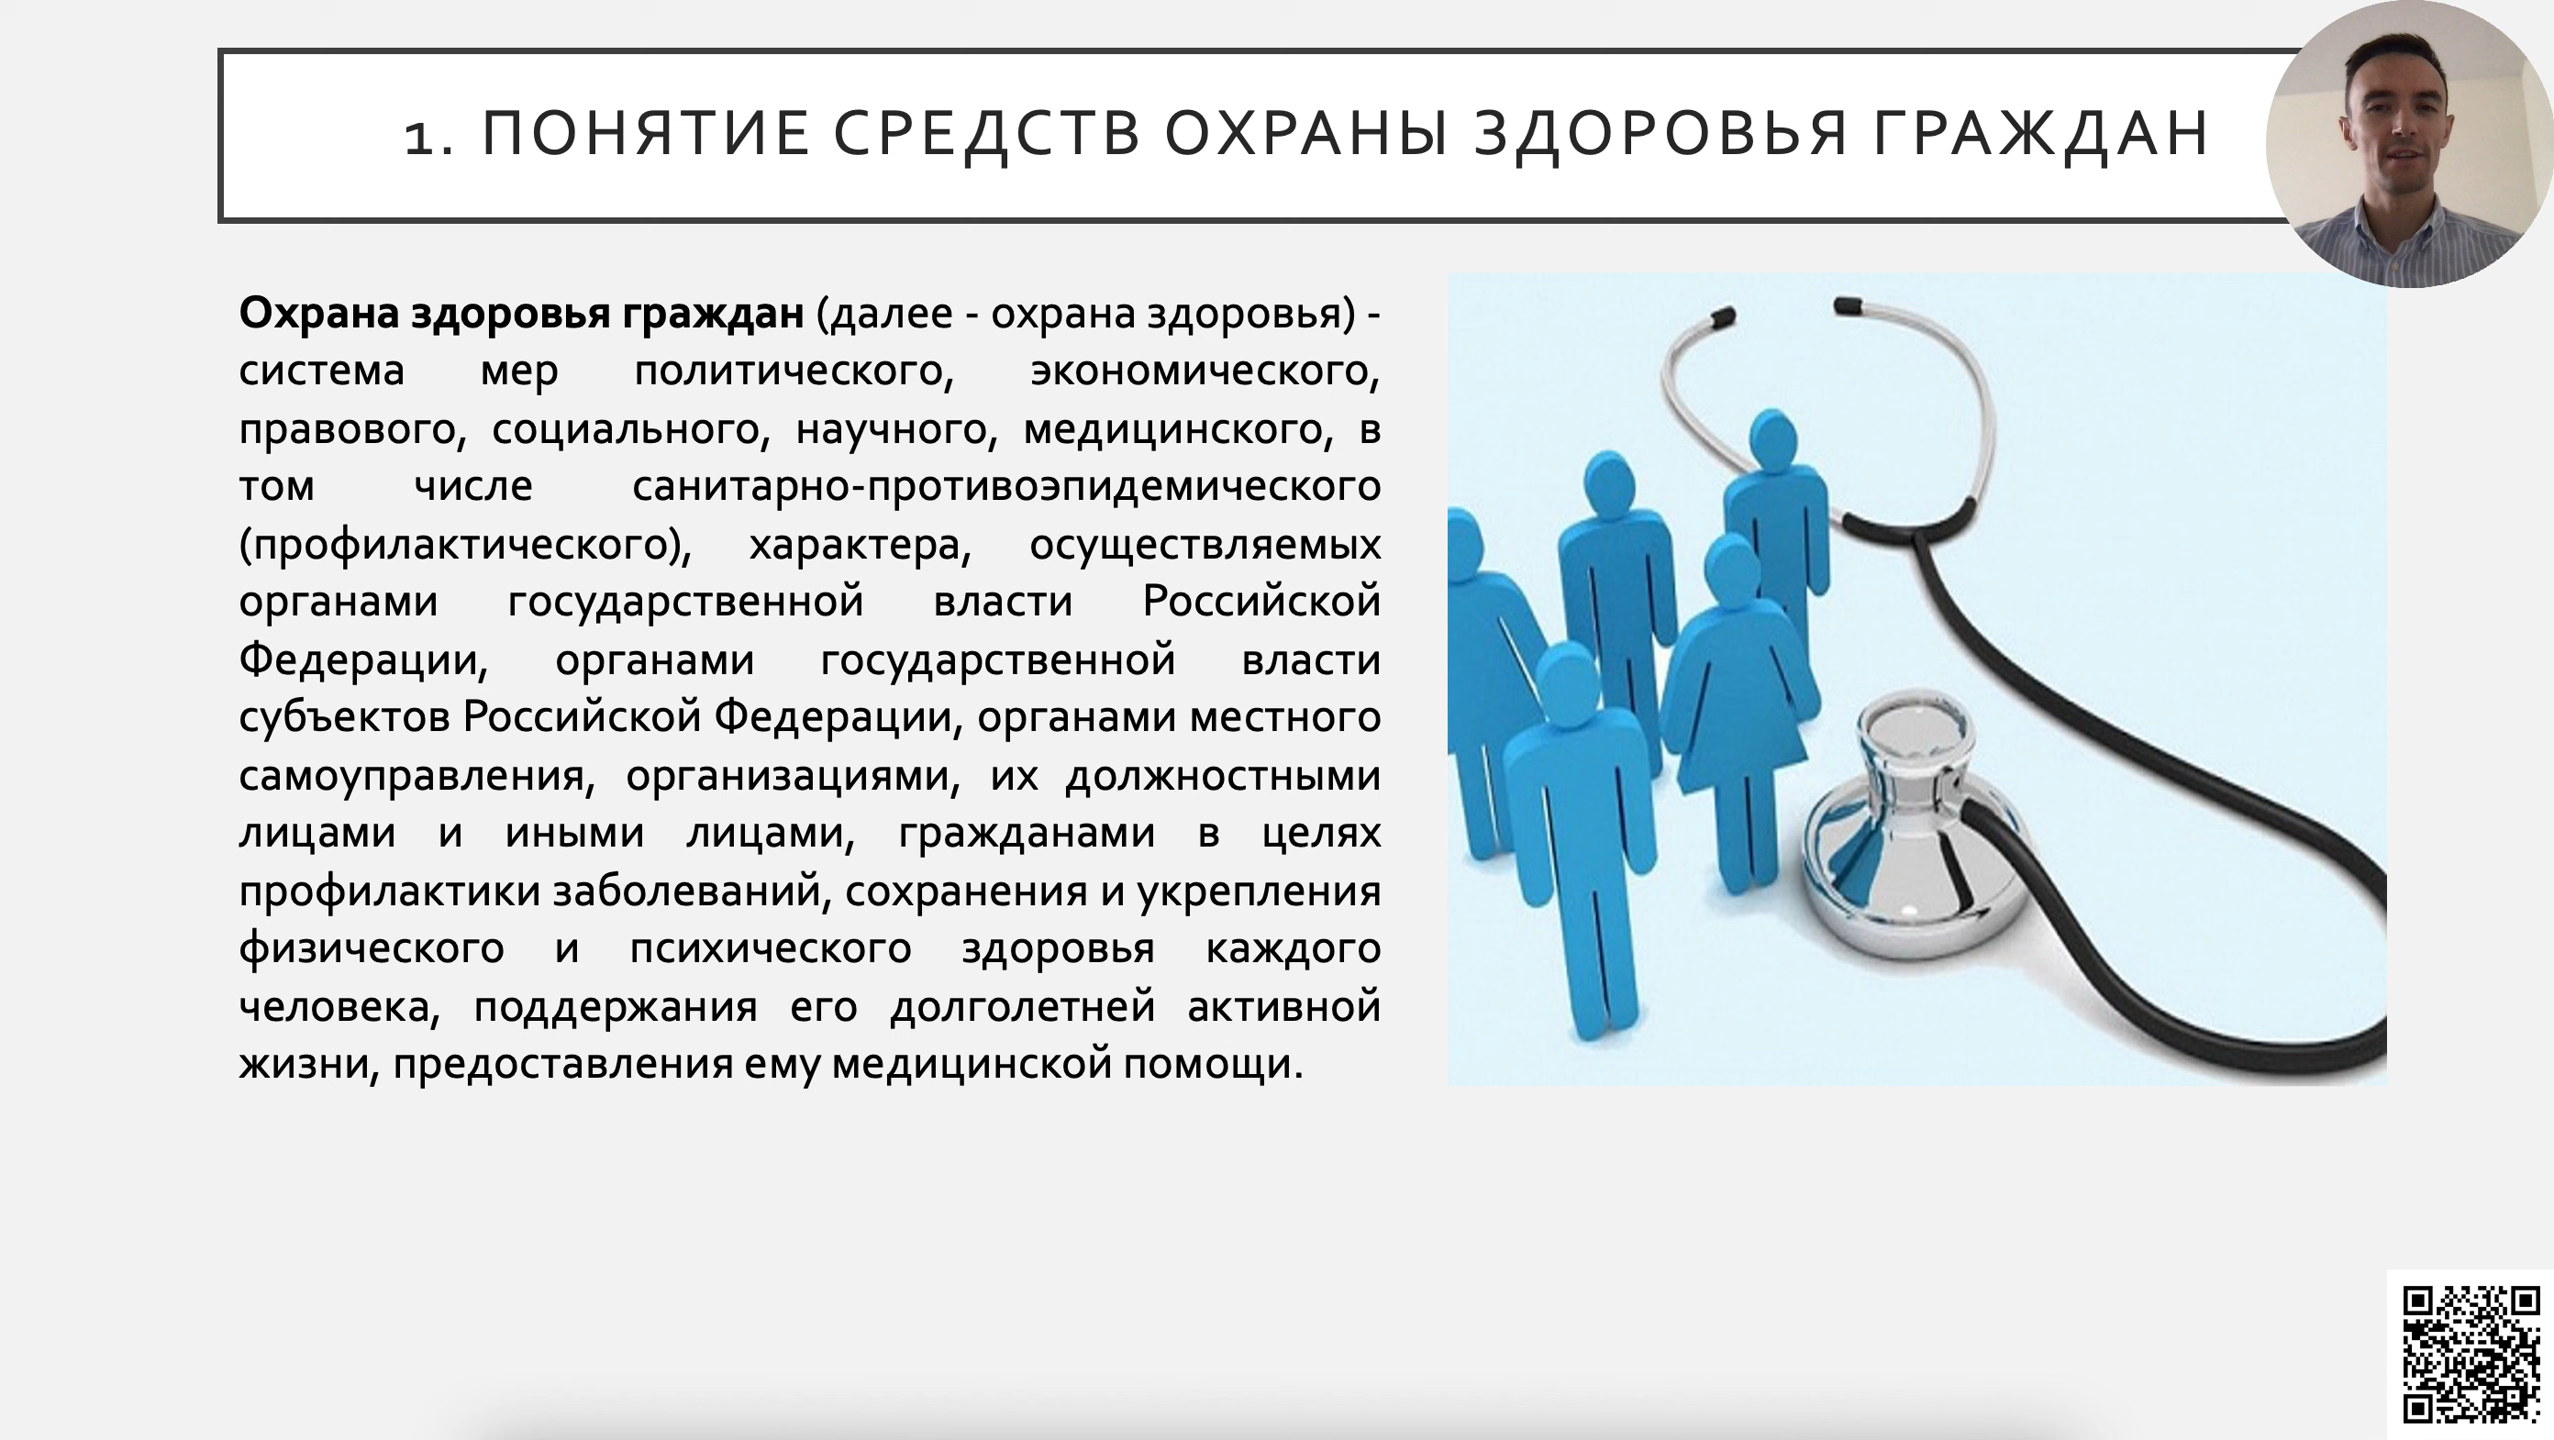 1. ПОНЯТИЕ СРЕДСТВ ОХРАНЫ ЗДОРОВЬЯ ГРАЖДАН
Охрана здоровья граждан (далее - охрана здоровья) -
система мер политического, экономического,
правового, социального, научного, медицинского, в
том числе санитарно-противоэпидемического
(профилактического), характера, осуществляемых
органами государственной власти Российской
Федерации, органами государственной власти
субъектов Российской Федерации, органами местного
самоуправления, организациями, их должностными
лицами и иными лицами, гражданами в целях
профилактики заболеваний, сохранения и укрепления
физического и психического здоровья каждого
человека, поддержания его долголетней активной
жизни, предоставления ему медицинской помощи.